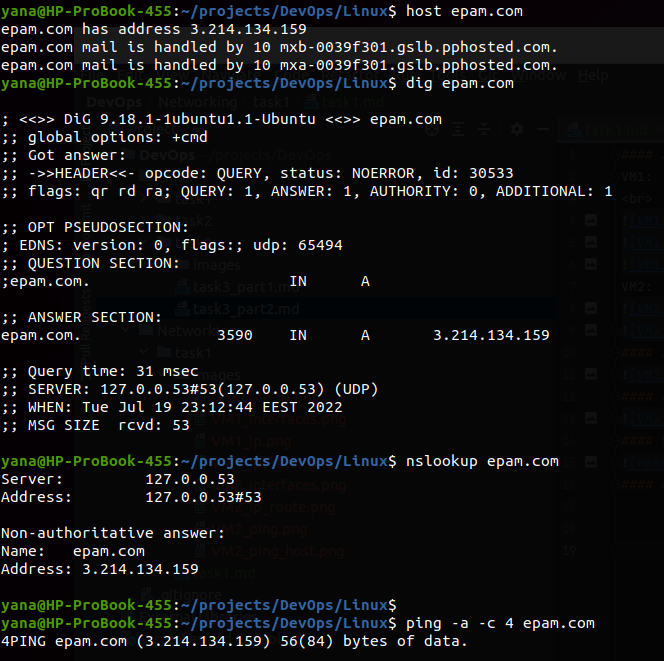 yana@HP-ProBook-455:~/projects/DevOps/Linux$ host epam.com
epam.com has address 3.214.134.159
epam.com mail is handled by 10 mxb-0039f301.gslb.pphosted.com.
epam.com mail is handled by 10 mxa-0039f301.gslb.pphosted.com.
yana@HP-ProBook-455:~/projects/DevOps/Linux$ dig epam.com

; <<>> DiG 9.18.1-1ubuntu1.1-Ubuntu <<>> epam.com
;; global options: +cmd
;; Got answer:
;; ->>HEADER<<- opcode: QUERY, status: NOERROR, id: 30533
;; flags: qr rd ra; QUERY: 1, ANSWER: 1, AUTHORITY: 0, ADDITIONAL: 1

;; OPT PSEUDOSECTION:
; EDNS: version: 0, flags:; udp: 65494
;; QUESTION SECTION:
;epam.com. IN A

;; ANSWER SECTION:
epam.com. 3590 IN A 3.214.134.159

;; Query time: 31 msec
;; SERVER: 127.0.0.53#53(127.0.0.53) (UDP)
;; WHEN: Tue Jul 19 23:12:44 EEST 2022
;; MSG SIZE rcvd: 53

yana@HP-ProBook-455:~/projects/DevOps/Linux$ nslookup epam.com
Server: 127.0.0.53
Address: 127.0.0.53#53

Non-authoritative answer:
Name: epam.com
Address: 3.214.134.159

yana@HP-ProBook-455:~/projects/DevOps/Linux$
yana@HP-ProBook-455:~/projects/DevOps/Linux$ ping -a -c 4 epam.com
4PING epam.com (3.214.134.159) 56(84) bytes of data.